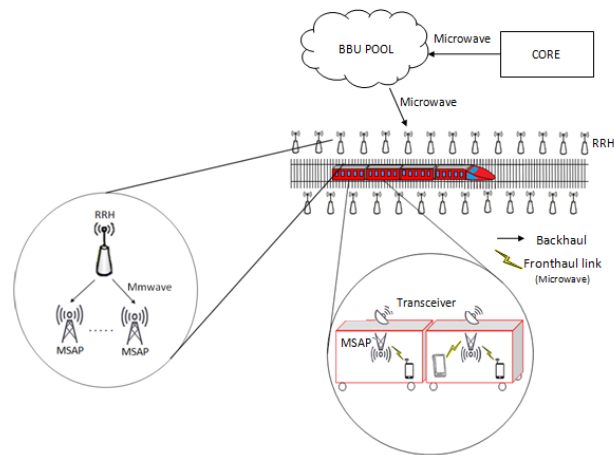 BBU POOL
Microwave
CORE
Microwave
RRH
RRH
Mmwave
MSAP
MSAP
Backhaul
Fronthaul link
(Microwave)
Transceiver
MSAP